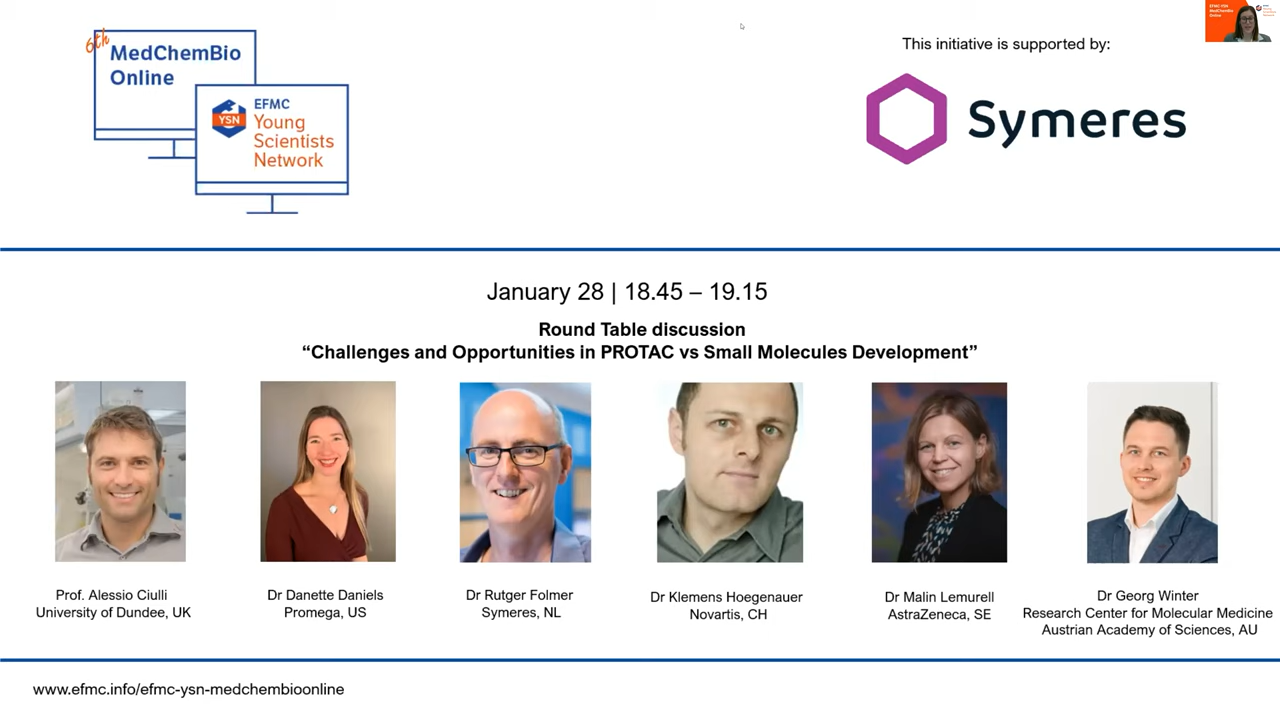 6th
MedChemBio
Online
EFMC
YSN
Young
Scientists
Network
This initiative is supported by:
Symeres
EFMC-YSN
MedChemBio
Online
January 28 | 18.45 – 19.15
Round Table discussion
“Challenges and Opportunities in PROTAC vs Small Molecules Development”
Prof. Alessio Ciulli
University of Dundee, UK
Dr Danette Daniels
Promega, US
Dr Rutger Folmer
Symeres, NL
Dr Klemens Hoegenauer
Novartis, CH
Dr Malin Lemurell
AstraZeneca, SE
Dr Georg Winter
Research Center for Molecular Medicine
Austrian Academy of Sciences, AU
www.efmc.info/efmc-ysn-medchembioonline